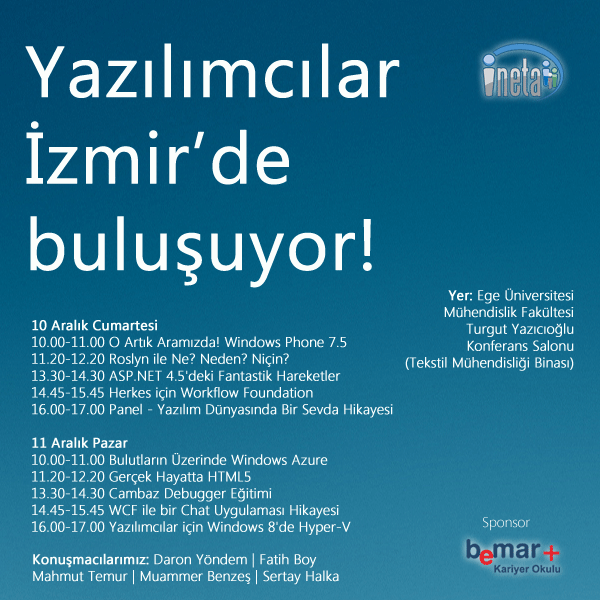 Yazılımcılar
İzmir'de
buluşuyor!
ineta
Yer: Ege Üniversitesi
Mühendislik Fakültesi
Turgut Yazıcıoğlu
Konferans Salonu
(Tekstil Mühendisliği Binası)
10 Aralık Cumartesi
10.00-11.00 O Artık Aramızda! Windows Phone 7.5
11.20-12.20 Roslyn ile Ne? Neden? Niçin?
13.30-14.30 ASP.NET 4.5'deki Fantastik Hareketler
14.45-15.45 Herkes için Workflow Foundation
16.00-17.00 Panel - Yazılım Dünyasında Bir Sevda Hikayesi
11 Aralık Pazar
10.00-11.00 Bulutların Üzerinde Windows Azure
11.20-12.20 Gerçek Hayatta HTML5
13.30-14.30 Cambaz Debugger Eğitimi
14.45-15.45 WCF ile bir Chat Uygulaması Hikayesi
16.00-17.00 Yazılımcılar için Windows 8'de Hyper-V
Konuşmacılarımız: Daron Yöndem | Fatih Boy
Mahmut Temur | Muammer Benzeş | Sertay Halka
Sponsor
bemar+
Kariyer Okulu